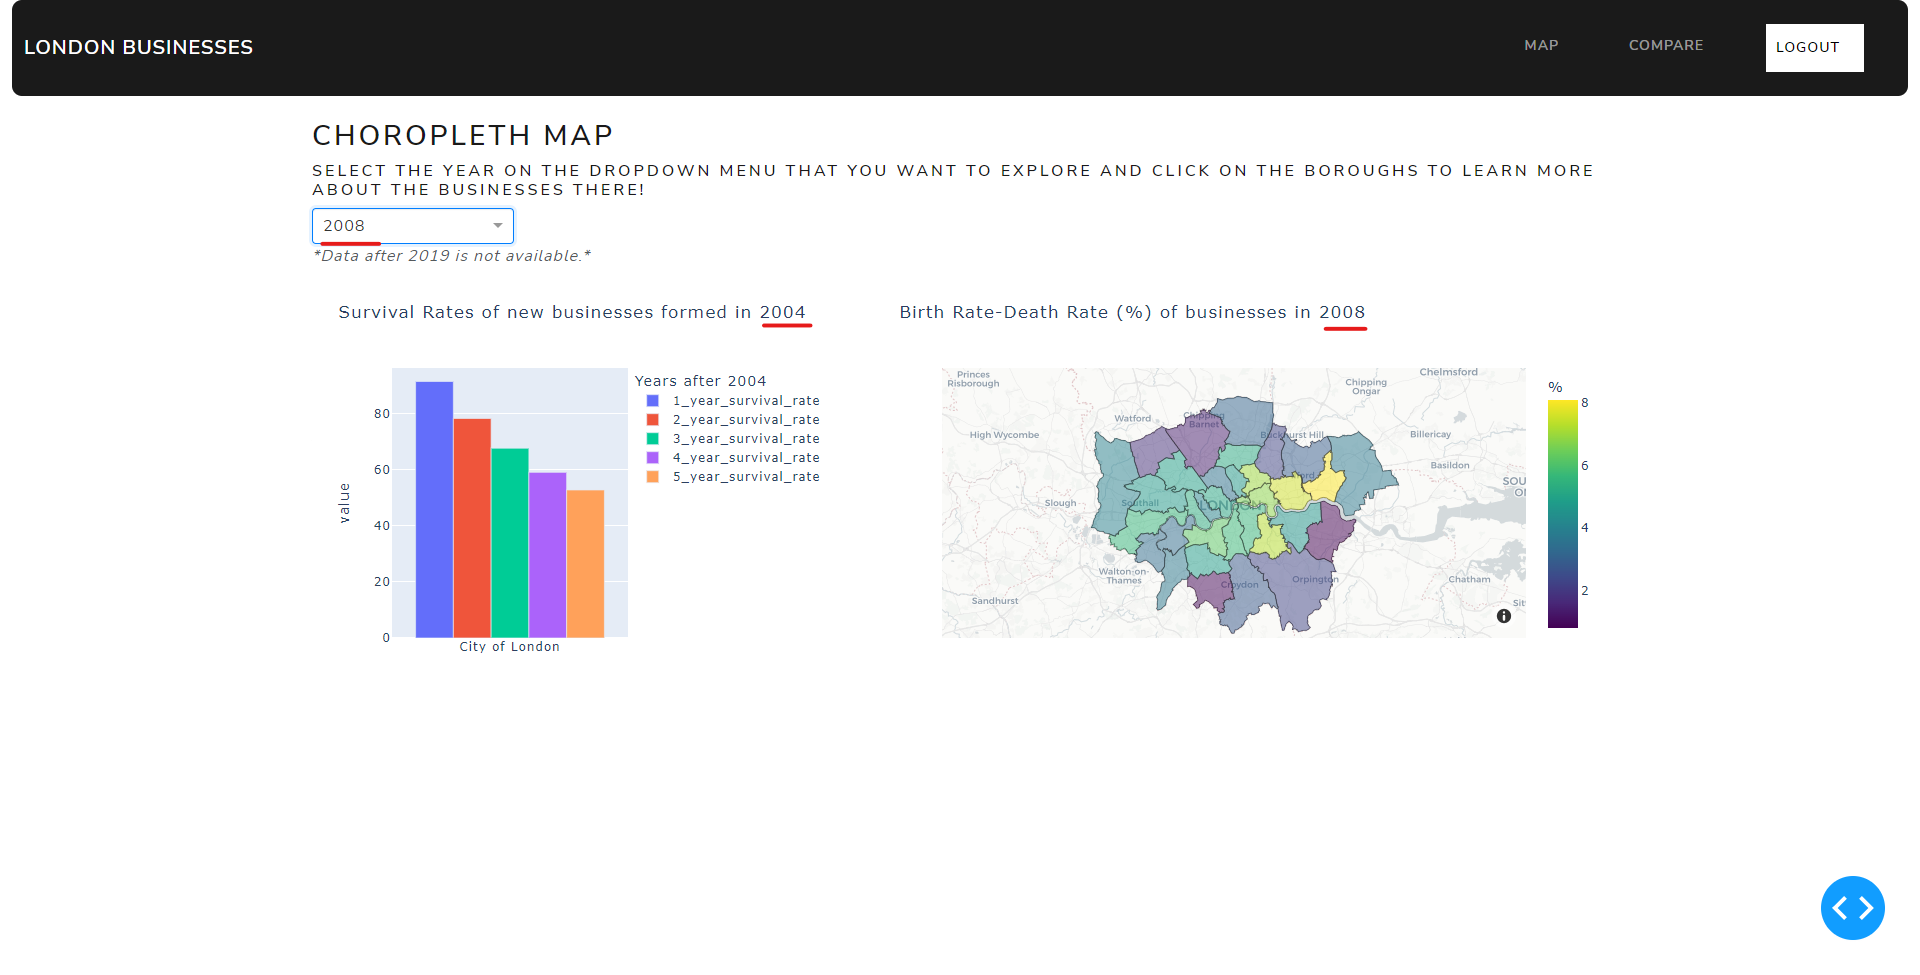 LONDON BUSINESSES
MAP
COMPARE
LOGOUT
CHOROPLETH MAP
SELECT THE YEAR ON THE DROPDOWN MENU THAT YOU WANT TO EXPLORE AND CLICK ON THE BOROUGHS TO LEARN MORE
ABOUT THE BUSINESSES THERE!
2008
*Data after 2019 is not available.*
Survival Rates of new businesses formed in 2004
value
80
60
40
20
0
City of London
Years after 2004
1_year_survival_rate
2_year_survival_rate
3_year_survival_rate
4_year_survival_rate
5_year_survival_rate
Birth Rate-Death Rate (%) of businesses in 2008
Princes
Risborough
Chelmsford
Chipping
Ongar
Watford
Chipping
Barnet
High Wycombe
Buckhurst Hill
Billericay
Basildon
Slough
Southall
LONDON
Walton-on-
Thames
Croydon
Orpington
Chatham
Sandhurst
%
8
6
4
2